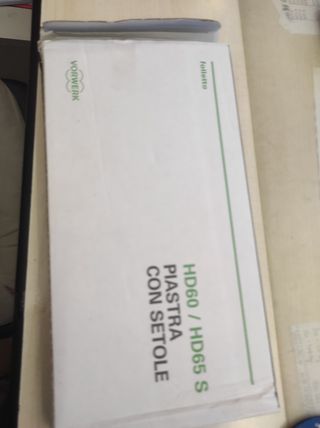 folletto
VORWERK
HD60 / HD65 S
PIASTRA
CON SETOLE